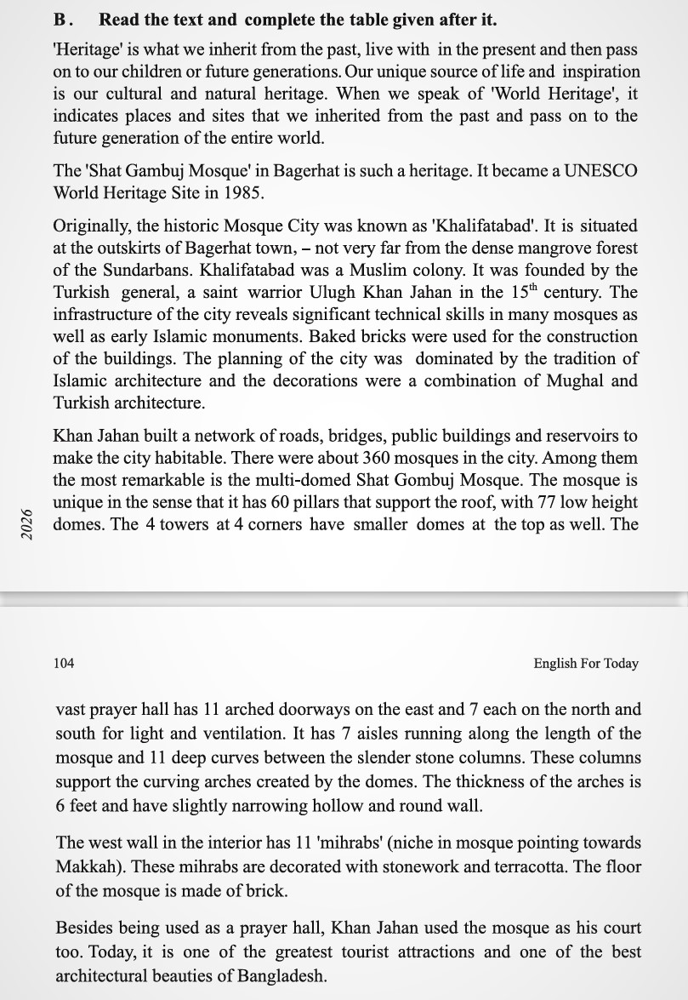 B. Read the text and complete the table given after it.
'Heritage' is what we inherit from the past, live with in the present and then pass
on to our children or future generations. Our unique source of life and inspiration
is our cultural and natural heritage. When we speak of 'World Heritage', it
indicates places and sites that we inherited from the past and pass on to the
future generation of the entire world.
The 'Shat Gambuj Mosque' in Bagerhat is such a heritage. It became a UNESCO
World Heritage Site in 1985.
Originally, the historic Mosque City was known as 'Khalifatabad'. It is situated
at the outskirts of Bagerhat town, – not very far from the dense mangrove forest
of the Sundarbans. Khalifatabad was a Muslim colony. It was founded by the
Turkish general, a saint warrior Ulugh Khan Jahan in the 15th century. The
infrastructure of the city reveals significant technical skills in many mosques as
well as early Islamic monuments. Baked bricks were used for the construction
of the buildings. The planning of the city was dominated by the tradition of
Islamic architecture and the decorations were a combination of Mughal and
Turkish architecture.
Khan Jahan built a network of roads, bridges, public buildings and reservoirs to
make the city habitable. There were about 360 mosques in the city. Among them
the most remarkable is the multi-domed Shat Gombuj Mosque. The mosque is
unique in the sense that it has 60 pillars that support the roof, with 77 low height
domes. The 4 towers at 4 corners have smaller domes at the top as well. The
2026
104 English For Today
vast prayer hall has 11 arched doorways on the east and 7 each on the north and
south for light and ventilation. It has 7 aisles running along the length of the
mosque and 11 deep curves between the slender stone columns. These columns
support the curving arches created by the domes. The thickness of the arches is
6 feet and have slightly narrowing hollow and round wall.
The west wall in the interior has 11 'mihrabs' (niche in mosque pointing towards
Makkah). These mihrabs are decorated with stonework and terracotta. The floor
of the mosque is made of brick.
Besides being used as a prayer hall, Khan Jahan used the mosque as his court
too. Today, it is one of the greatest tourist attractions and one of the best
architectural beauties of Bangladesh.